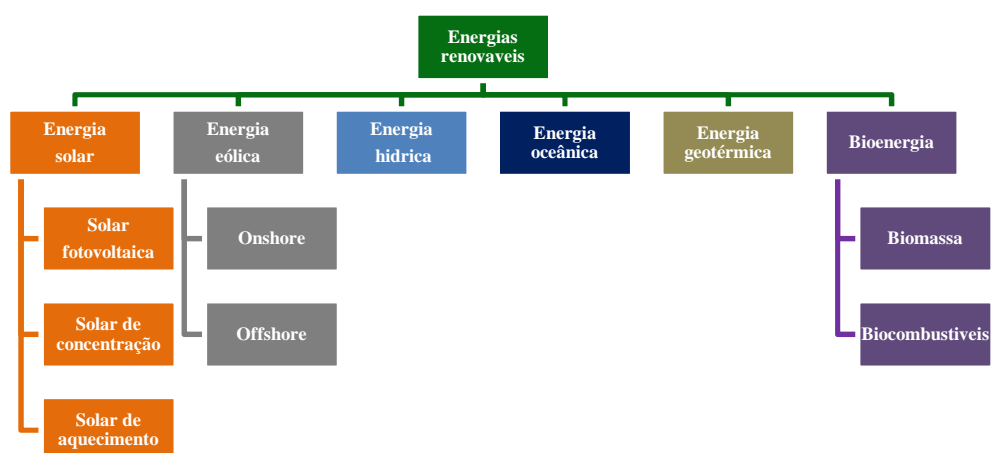 Energias
renovaveis
Energia
solar
Energia
eólica
Energia
hidrica
Energia
oceânica
Energia
geotérmica
Bioenergia
Solar
fotovoltaica
Onshore
Biomassa
Solar de
concentração
Offshore
Biocombustiveis
Solar de
aquecimento